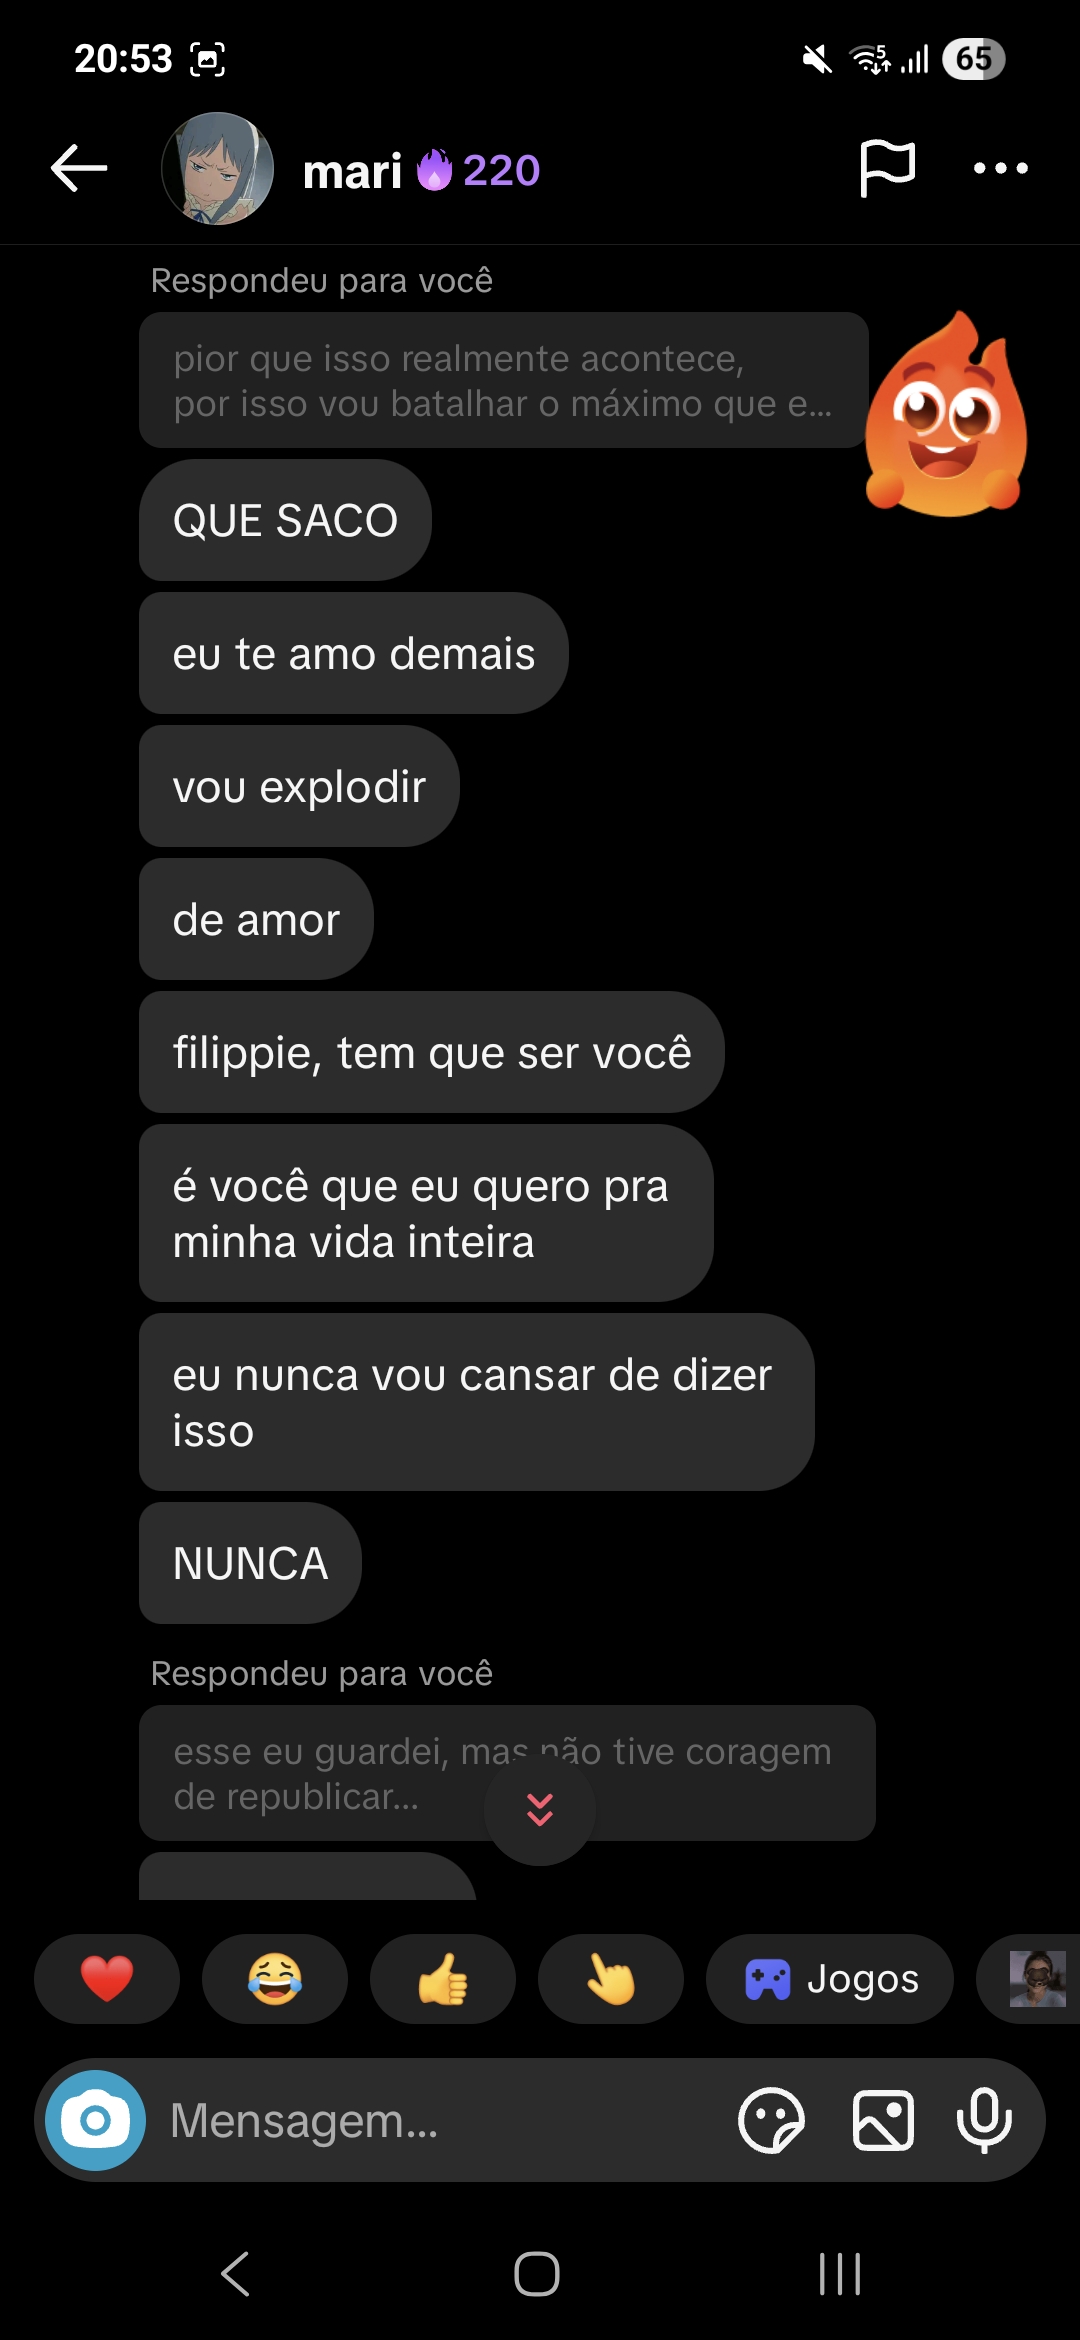 20:53
5
65
mari 220
Respondeu para você
pior que isso realmente acontece,
por isso vou batalhar o máximo que e...
QUE SACO
eu te amo demais
vou explodir
de amor
filippie, tem que ser você
é você que eu quero pra
minha vida inteira
eu nunca vou cansar de dizer
isso
NUNCA
Respondeu para você
esse eu guardei, mas não tive coragem
de republicar...
Jogos
Mensagem...